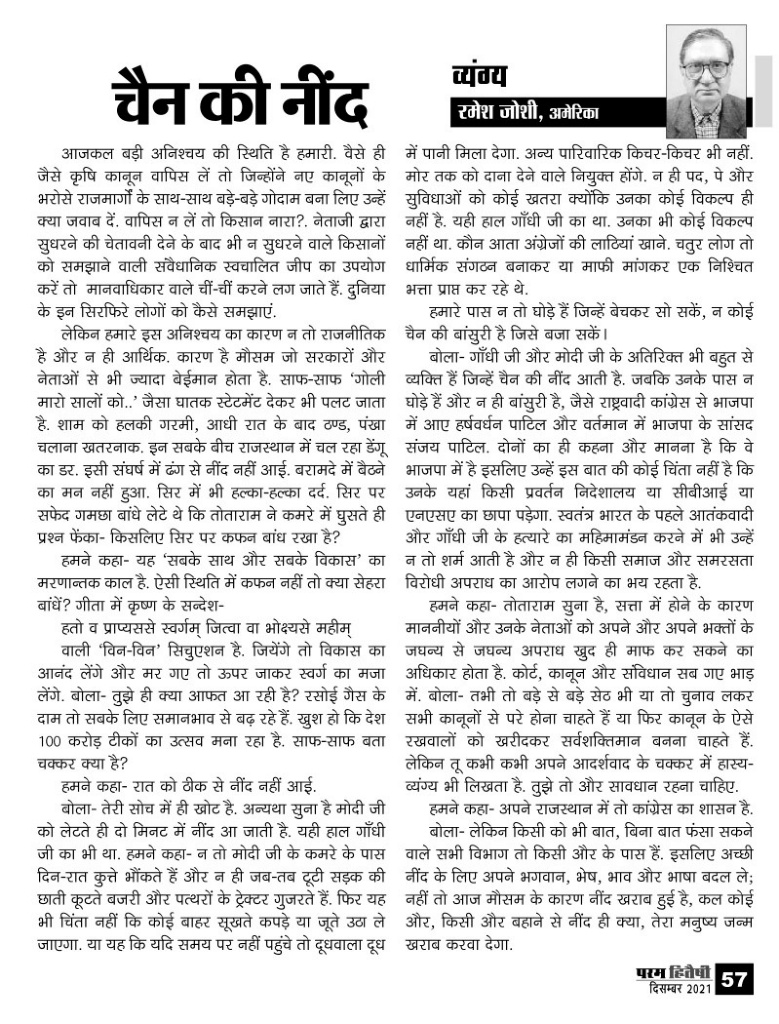 चैन की नींद
व्यंग्य
रमेश जोशी, अमेरिका
आजकल बड़ी अनिश्चय की स्थिति है हमारी. वैसे ही
जैसे कृषि कानून वापिस लें तो जिन्होंने नए कानूनों के
भरोसे राजमार्गों के साथ-साथ बड़े-बड़े गोदाम बना लिए उन्हें
क्या जवाब दें. वापिस न लें तो किसान नारा?. नेताजी द्वारा
सुधरने की चेतावनी देने के बाद भी न सुधरने वाले किसानों
को समझाने वाली संवैधानिक स्वचालित जीप का उपयोग
करें तो मानवाधिकार वाले चीं-चीं करने लग जाते हैं. दुनिया
के इन सिरफिरे लोगों को कैसे समझाएं.
लेकिन हमारे इस अनिश्चय का कारण न तो राजनीतिक
है और न ही आर्थिक. कारण है मौसम जो सरकारों और
नेताओं से भी ज्यादा बेईमान होता है. साफ-साफ ‘गोली
मारो सालों को..’ जैसा घातक स्टेटमेंट देकर भी पलट जाता
है. शाम को हलकी गरमी, आधी रात के बाद ठण्ड, पंखा
चलाना खतरनाक. इन सबके बीच राजस्थान में चल रहा डेंगू
का डर. इसी संघर्ष में ढंग से नींद नहीं आई. बरामदे में बैठने
का मन नहीं हुआ. सिर में भी हल्का-हल्का दर्द. सिर पर
सफेद गमछा बांधे लेटे थे कि तोताराम ने कमरे में घुसते ही
प्रश्न फेंका- किसलिए सिर पर कफन बांध रखा है?
हमने कहा- यह ‘सबके साथ और सबके विकास’ का
मरणान्तक काल है. ऐसी स्थिति में कफन नहीं तो क्या सेहरा
बांधें? गीता में कृष्ण के सन्देश-
हतो व प्राप्यससे स्वर्गम् जित्वा वा भोक्ष्यसे महीम्
वाली ‘विन-विन’ सिचुएशन है. जियेंगे तो विकास का
आनंद लेंगे और मर गए तो ऊपर जाकर स्वर्ग का मजा
लेंगे. बोला- तुझे ही क्या आफत आ रही है? रसोई गैस के
दाम तो सबके लिए समानभाव से बढ़ रहे हैं. खुश हो कि देश
100 करोड़ टीकों का उत्सव मना रहा है. साफ-साफ बता
चक्कर क्या है?
हमने कहा- रात को ठीक से नींद नहीं आई.
बोला- तेरी सोच में ही खोट है. अन्यथा सुना है मोदी जी
को लेटते ही दो मिनट में नींद आ जाती है. यही हाल गाँधी
जी का भी था. हमने कहा- न तो मोदी जी के कमरे के पास
दिन-रात कुत्ते भौंकते हैं और न ही जब-तब टूटी सड़क की
छाती कूटते बजरी और पत्थरों के ट्रेक्टर गुजरते हैं. फिर यह
भी चिंता नहीं कि कोई बाहर सूखते कपड़े या जूते उठा ले
जाएगा. या यह कि यदि समय पर नहीं पहुंचे तो दूधवाला दूध
में पानी मिला देगा. अन्य पारिवारिक किचर-किचर भी नहीं.
मोर तक को दाना देने वाले नियुक्त होंगे. न ही पद, पे और
सुविधाओं को कोई खतरा क्योंकि उनका कोई विकल्प ही
नहीं है. यही हाल गाँधी जी का था. उनका भी कोई विकल्प
नहीं था. कौन आता अंग्रेजों की लाठियां खाने. चतुर लोग तो
धार्मिक संगठन बनाकर या माफी मांगकर एक निश्चित
भत्ता प्राप्त कर रहे थे.
हमारे पास न तो घोड़े हैं जिन्हें बेचकर सो सकें, न कोई
चैन की बांसुरी है जिसे बजा सकें।
बोला- गाँधी जी और मोदी जी के अतिरिक्त भी बहुत से
व्यक्ति हैं जिन्हें चैन की नींद आती है. जबकि उनके पास न
घोड़े हैं और न ही बांसुरी है, जैसे राष्ट्रवादी कांग्रेस से भाजपा
में आए हर्षवर्धन पाटिल और वर्तमान में भाजपा के सांसद
संजय पाटिल. दोनों का ही कहना और मानना है कि वे
भाजपा में है इसलिए उन्हें इस बात की कोई चिंता नहीं है कि
उनके यहां किसी प्रवर्तन निदेशालय या सीबीआई या
एनएसए का छापा पड़ेगा. स्वतंत्र भारत के पहले आतंकवादी
और गाँधी जी के हत्यारे का महिमामंडन करने में भी उन्हें
न तो शर्म आती है और न ही किसी समाज और समरसता
विरोधी अपराध का आरोप लगने का भय रहता है.
हमने कहा- तोताराम सुना है, सत्ता में होने के कारण
माननीयों और उनके नेताओं को अपने और अपने भक्तों के
जघन्य से जघन्य अपराध खुद ही माफ कर सकने का
अधिकार होता है. कोर्ट, कानून और संविधान सब गए भाड़
में. बोला- तभी तो बड़े से बड़े सेठ भी या तो चुनाव लकर
सभी कानूनों से परे होना चाहते हैं या फिर कानून के ऐसे
रखवालों को खरीदकर सर्वशक्तिमान बनना चाहते हैं.
लेकिन तू कभी कभी अपने आदर्शवाद के चक्कर में हास्य-
व्यंग्य भी लिखता है. तुझे तो और सावधान रहना चाहिए.
हमने कहा- अपने राजस्थान में तो कांग्रेस का शासन है.
बोला- लेकिन किसी को भी बात, बिना बात फंसा सकने
वाले सभी विभाग तो किसी और के पास हैं. इसलिए अच्छी
नींद के लिए अपने भगवान, भेष, भाव और भाषा बदल ले;
नहीं तो आज मौसम के कारण नींद खराब हुई है, कल कोई
और, किसी और बहाने से नींद ही क्या, तेरा मनुष्य जन्म
खराब करवा देगा.
परम हितैषी
दिसम्बर 2021
57